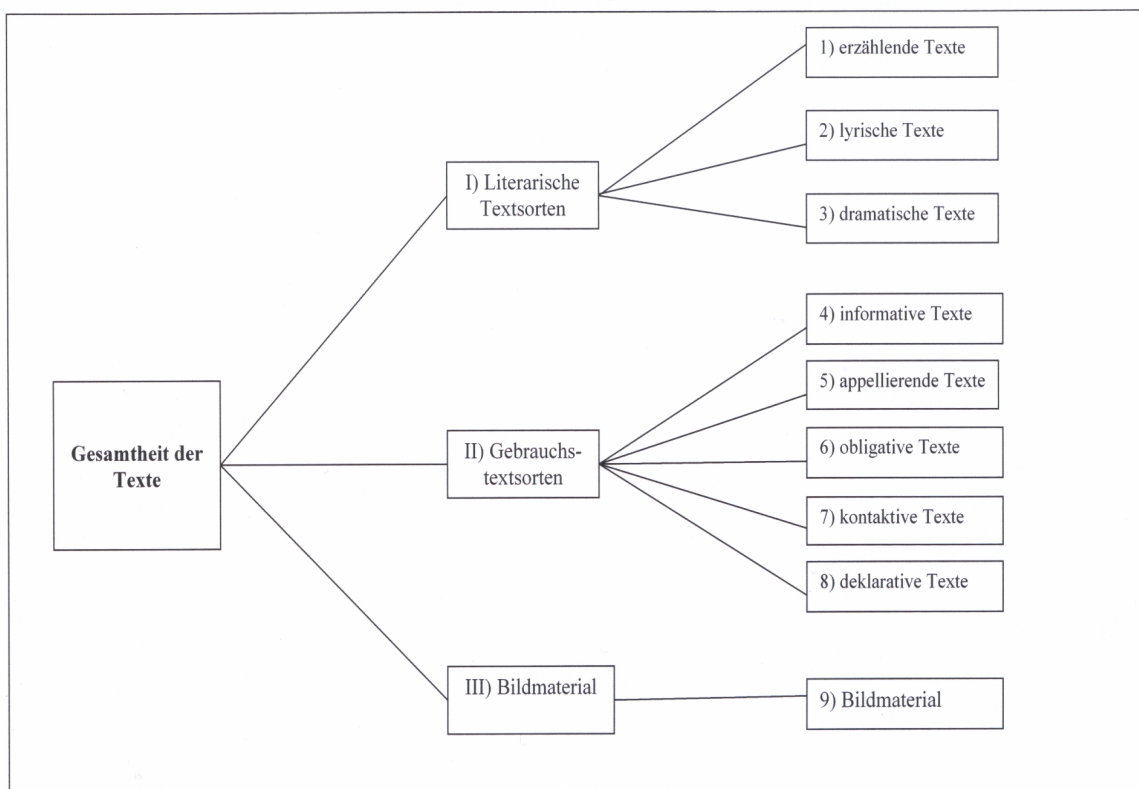 Gesamtheit der
Texte
I) Literarische
Textsorten
1) erzählende Texte
2) lyrische Texte
3) dramatische Texte
II) Gebrauchs-
textsorten
4) informative Texte
5) appellierende Texte
6) obligative Texte
7) kontaktive Texte
8) deklarative Texte
III) Bildmaterial
9) Bildmaterial